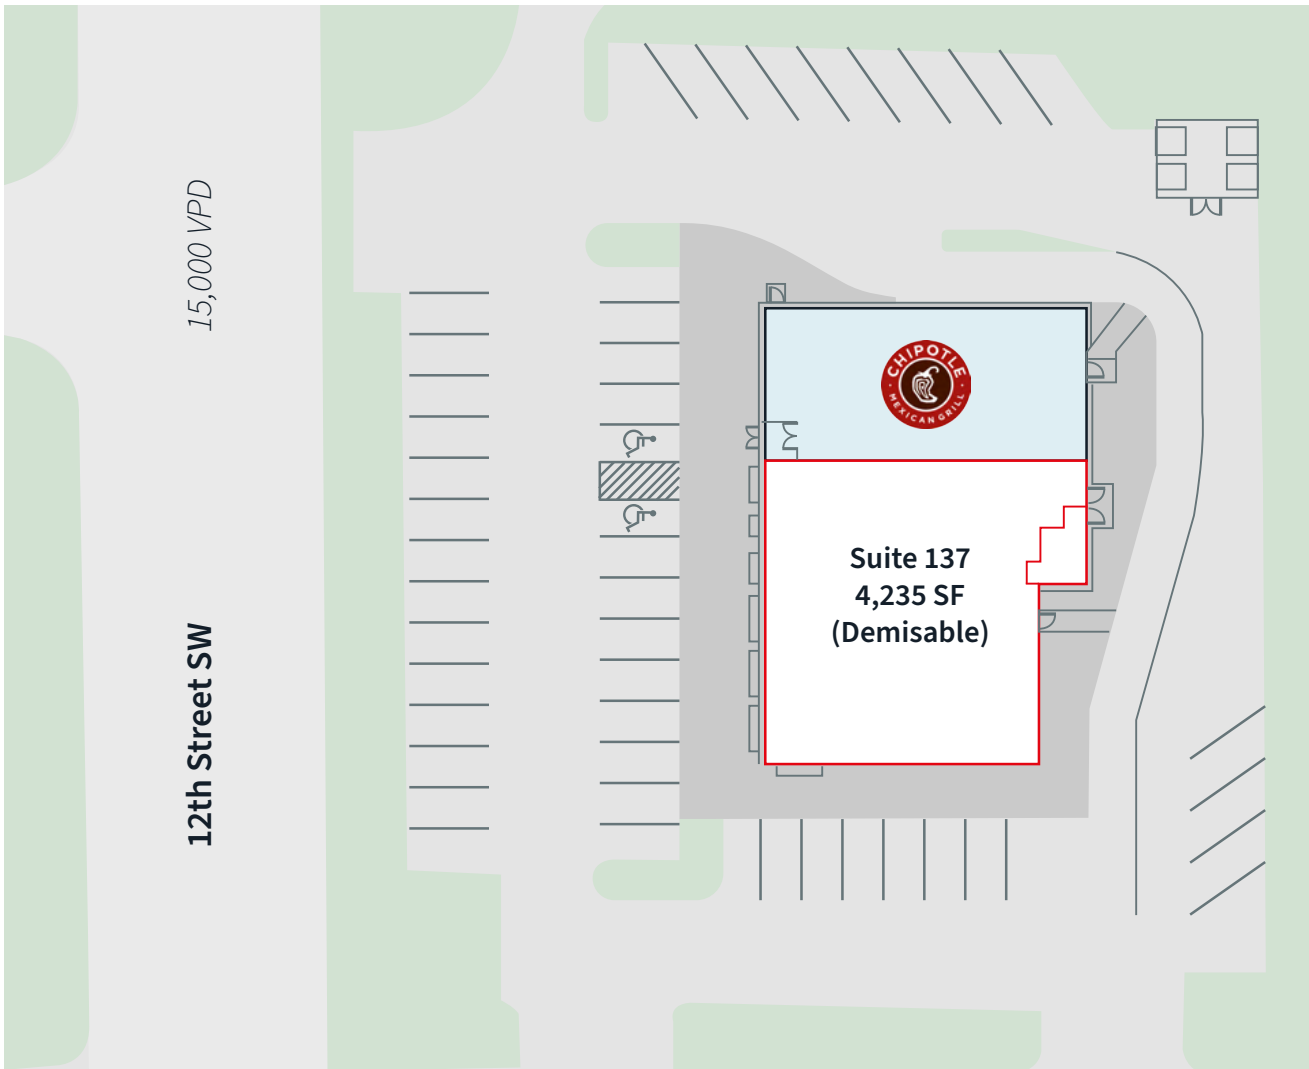 15,000 VPD
12th Street SW
CHIPOTLE
MEXICAN GRILL
Suite 137
4,235 SF
(Demisable)